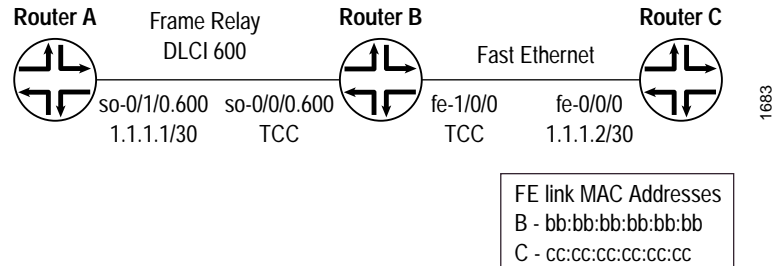 Router A
Frame Relay
DLCI 600
Router B
Fast Ethernet
Router C
so-0/1/0.600
1.1.1.1/30
so-0/0/0.600
TCC
fe-1/0/0
TCC
fe-0/0/0
1.1.1.2/30
1683
FE link MAC Addresses
B - bb:bb:bb:bb:bb:bb
C - cc:cc:cc:cc:cc:cc